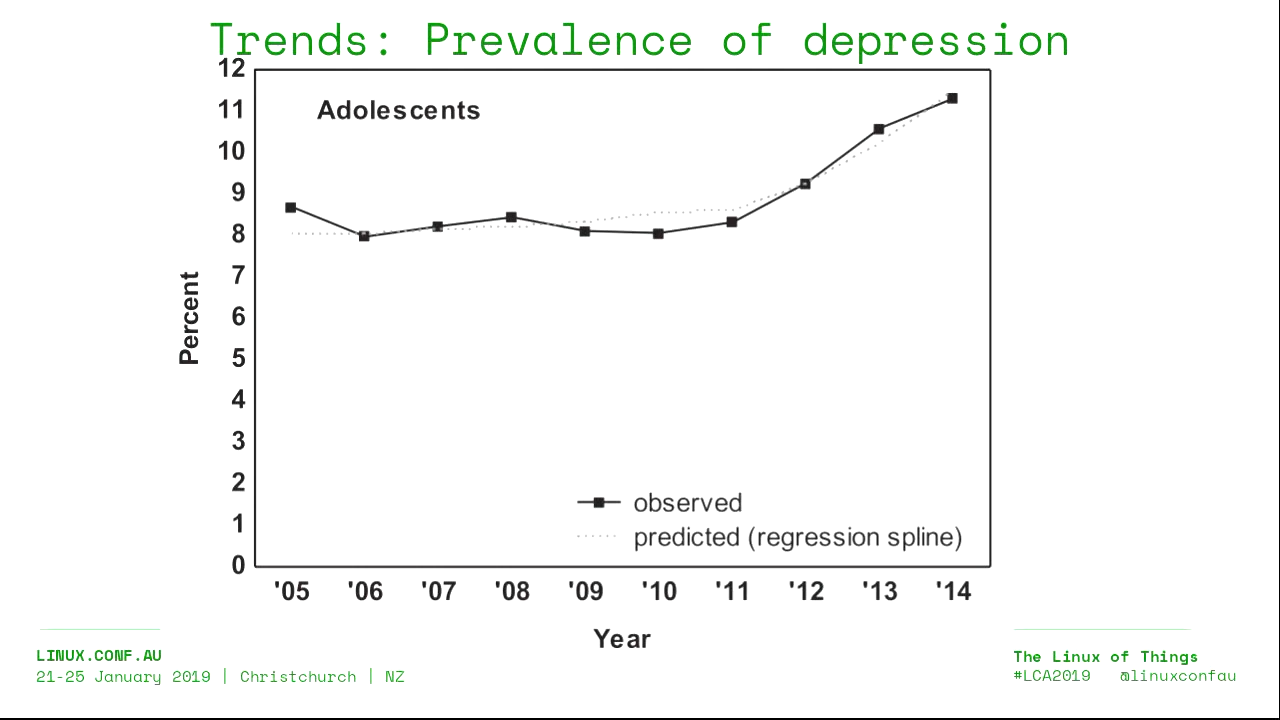 Trends: Prevalence of depression
12
11
10
9
8
7
6
5
4
3
2
1
0
Percent
Adolescents
observed
predicted (regression spline)
'05 '06 '07 '08 '09 '10 '11 '12 '13 '14
Year
LINUX.CONF.AU
21-25 January 2019 | Christchurch | NZ
The Linux of Things
#LCA2019 @linuxconfau